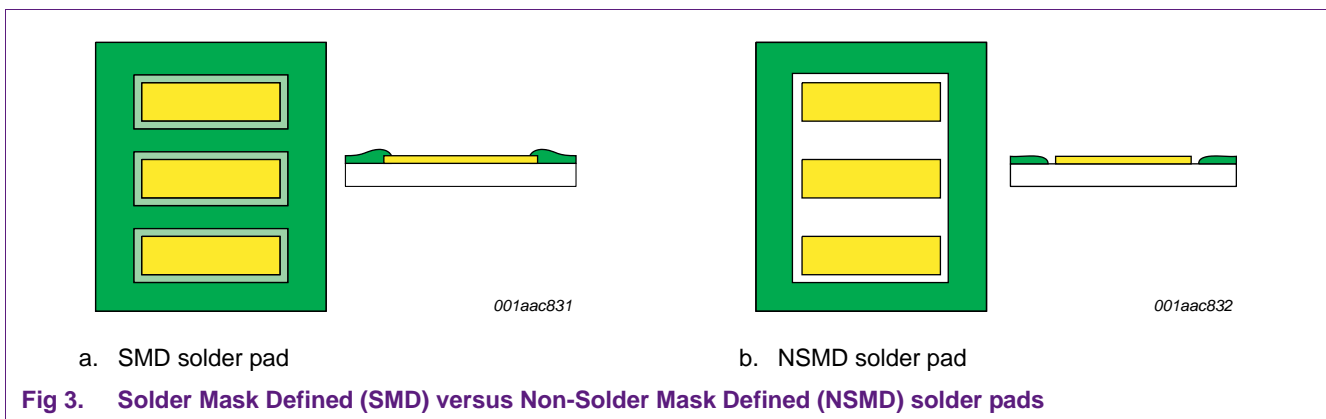 001aac831
001aac832
a. SMD solder pad
b. NSMD solder pad
Fig 3. Solder Mask Defined (SMD) versus Non-Solder Mask Defined (NSMD) solder pads